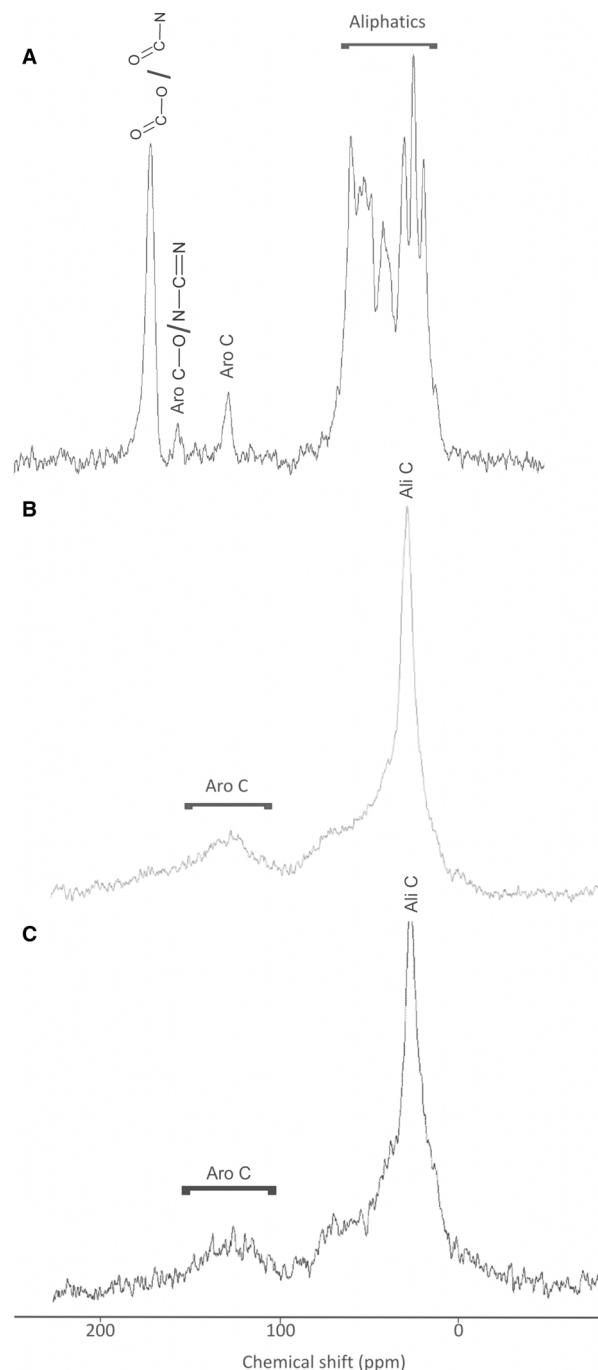 A
O=C—N
/
O=C—O
Aliphatics
Aro C—O/N—C=N
Aro C
B
Ali C
Aro C
C
Ali C
Aro C
200 100 0
Chemical shift (ppm)